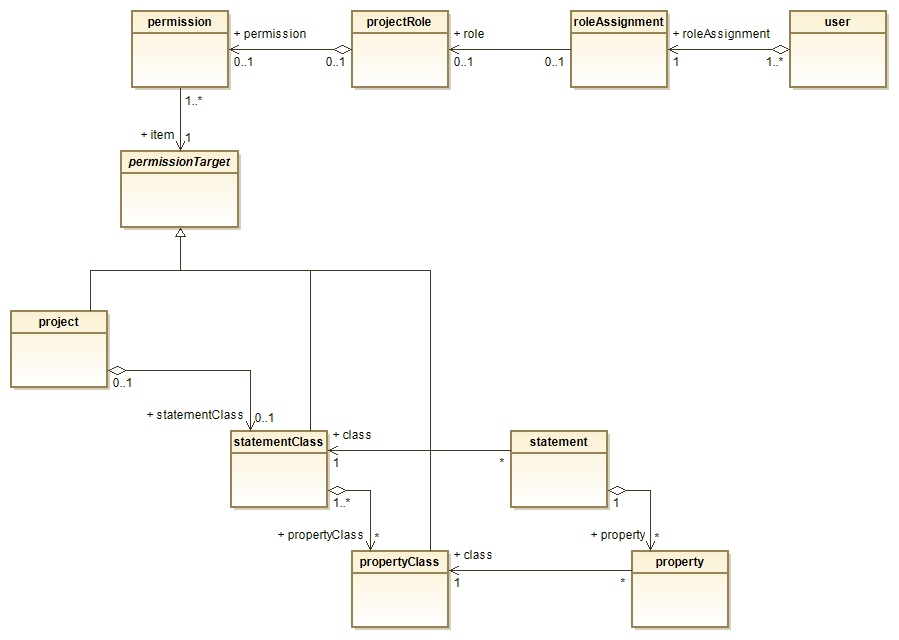 permission
projectRole
roleAssignment
user
+ permission
0..1
0..1
+ role
0..1
0..1
+ roleAssignment
1
1..*
1..*
+ item
1
permissionTarget
project
0..1
+ statementClass
0..1
statementClass
+ class
1
*
statement
1..*
+ propertyClass
*
1
+ property
*
propertyClass
+ class
1
*
property